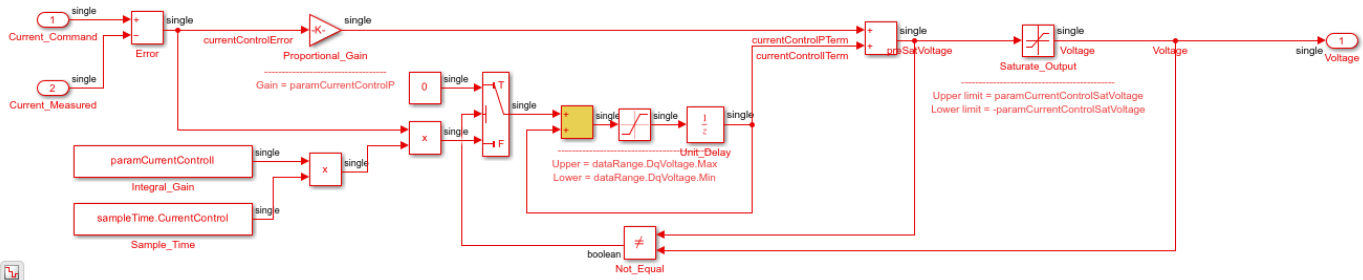 single
1
Current_Command
+
−
Error
single
currentControlError
-K-
single
Proportional_Gain
--------------------------------
Gain = paramCurrentControlP
single
2
Current_Measured
0
single
T
F
single
x
single
paramCurrentControlI
single
Integral_Gain
x
single
sampleTime.CurrentControl
single
Sample_Time
+
+
single
single
1
z
single
Unit_Delay
--------------------------------
Upper = dataRange.DqVoltage.Max
Lower = dataRange.DqVoltage.Min
currentControlPTerm
currentControlITerm
+
+
single
preSatVoltage
single
Voltage
Saturate_Output
--------------------------------
Upper limit = paramCurrentControlSatVoltage
Lower limit = -paramCurrentControlSatVoltage
Voltage
single
1
Voltage
≠
boolean
Not_Equal